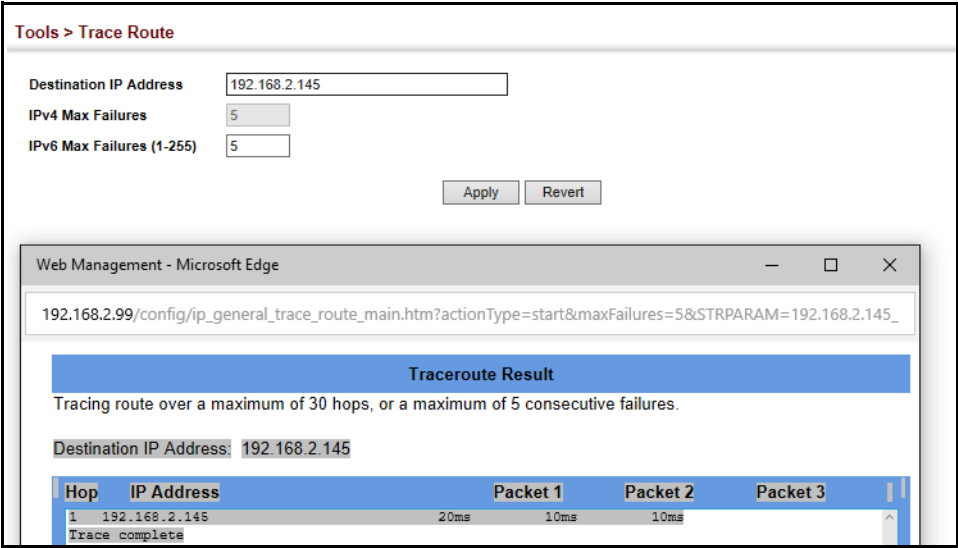 Tools > Trace Route
Destination IP Address 192.168.2.145
IPv4 Max Failures 5
IPv6 Max Failures (1-255) 5
Apply Revert
Web Management - Microsoft Edge
192.168.2.99/config/ip_general_trace_route_main.htm?actionType=start&maxFailures=5&STRPARAM=192.168.2.145_
Traceroute Result
Tracing route over a maximum of 30 hops, or a maximum of 5 consecutive failures.
Destination IP Address: 192.168.2.145
Hop IP Address Packet 1 Packet 2 Packet 3
1 192.168.2.145 20ms 10ms 10ms
Trace complete